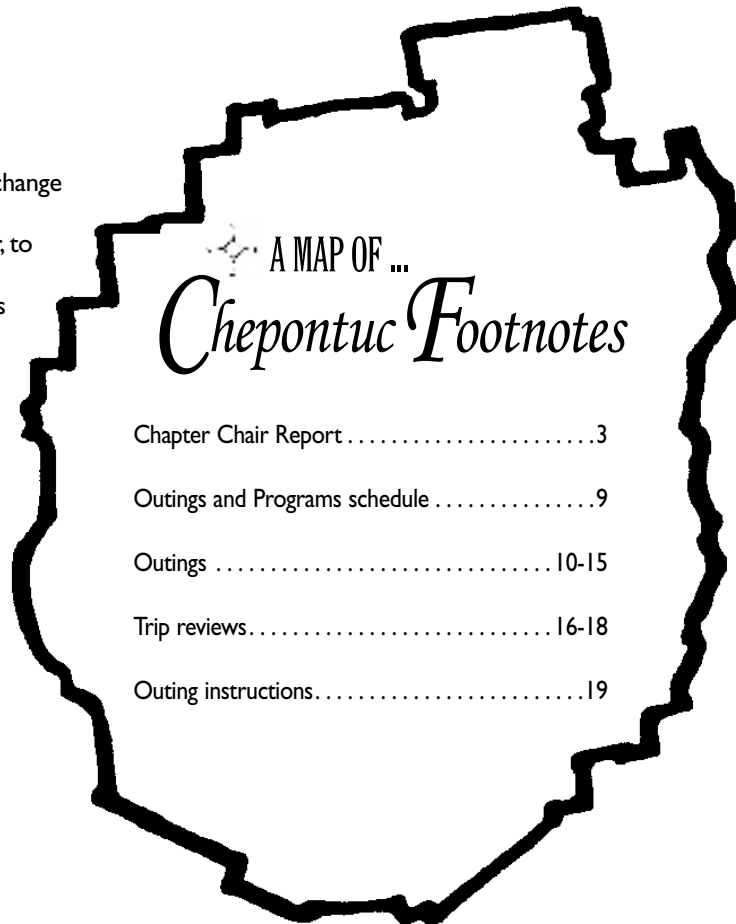 change
, to
s
A MAP OF ...
Chepontuc Footnotes
Chapter Chair Report . . . . . . . . . . . . . . . . . . . . . . .3
Outings and Programs schedule . . . . . . . . . . . . . . .9
Outings . . . . . . . . . . . . . . . . . . . . . . . . . . . . . . . 10-15
Trip reviews. . . . . . . . . . . . . . . . . . . . . . . . . . . . 16-18
Outing instructions. . . . . . . . . . . . . . . . . . . . . . . . .19